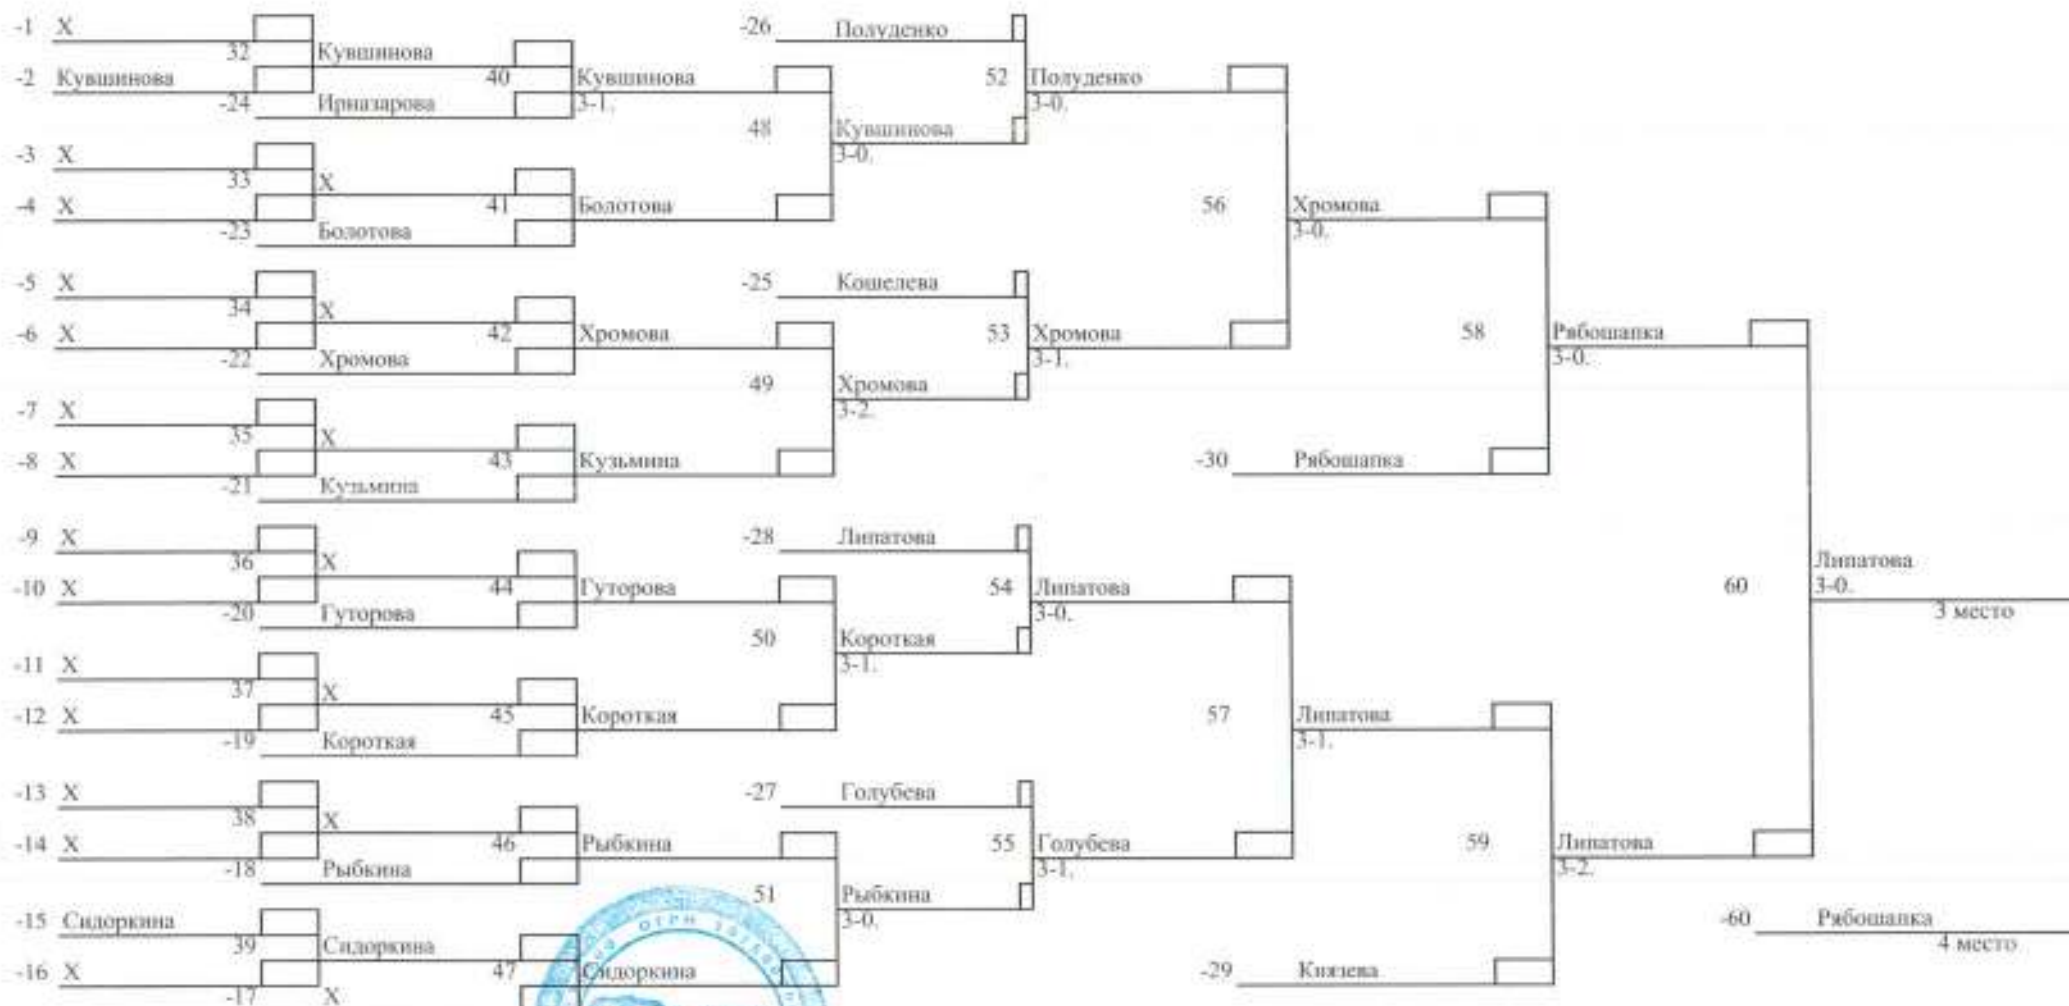 -1 X
32 Кувшинова
-2 Кувшинова
40 Кувшинова
3-1.
-24 Ирназарова
48 Кувшинова
3-0.
-3 X
33 X
-4 X
41 Болотова
-23 Болотова
-26 Полуденко
52 Полуденко
3-0.
-5 X
34 X
-6 X
42 Хромова
-22 Хромова
49 Хромова
3-2.
-7 X
35 X
-8 X
43 Кузьмина
-21 Кузьмина
-25 Кошелева
53 Хромова
3-1.
56 Хромова
3-0.
-30 Рябошапка
58 Рябошапка
3-0.
-9 X
36 X
-10 X
44 Гуторова
-20 Гуторова
50 Короткая
3-1.
-11 X
37 X
-12 X
45 Короткая
-19 Короткая
-28 Липатова
54 Липатова
3-0.
-13 X
38 X
-14 X
46 Рыбкина
-18 Рыбкина
51 Рыбкина
3-0.
-15 Сидоркина
39 Сидоркина
-16 X
47 Сидоркина
-17 X
-27 Голубева
55 Голубева
3-1.
57 Липатова
3-1.
-29 Князева
59 Липатова
3-2.
60 Липатова
3-0.
3 место
-60 Рябошапка
4 место
ОГРН